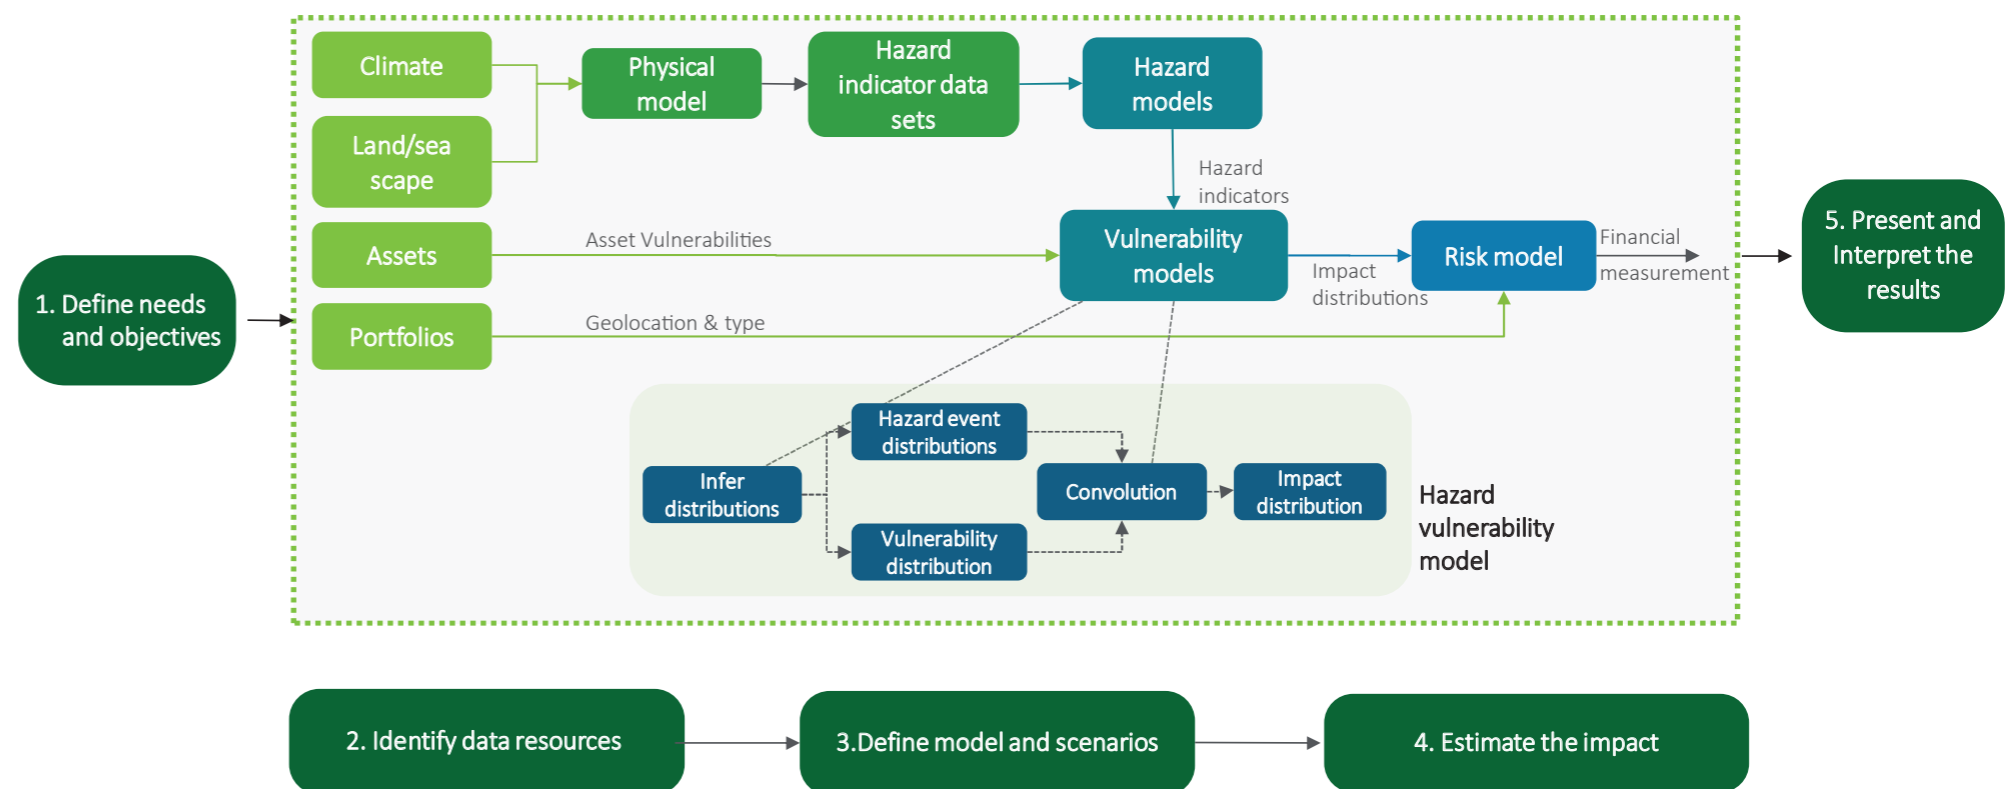 Climate
Physical
model
Hazard
indicator data
sets
Hazard
models
Land/sea
scape
Hazard
indicators
Assets
Asset Vulnerabilities
Vulnerability
models
Impact
distributions
Risk model
Financial
measurement
5. Present and
Interpret the
results
1. Define needs
and objectives
Portfolios
Geolocation & type
Hazard event
distributions
Infer
distributions
Convolution
Impact
distribution
Vulnerability
distribution
Hazard
vulnerability
model
2. Identify data resources
3.Define model and scenarios
4. Estimate the impact